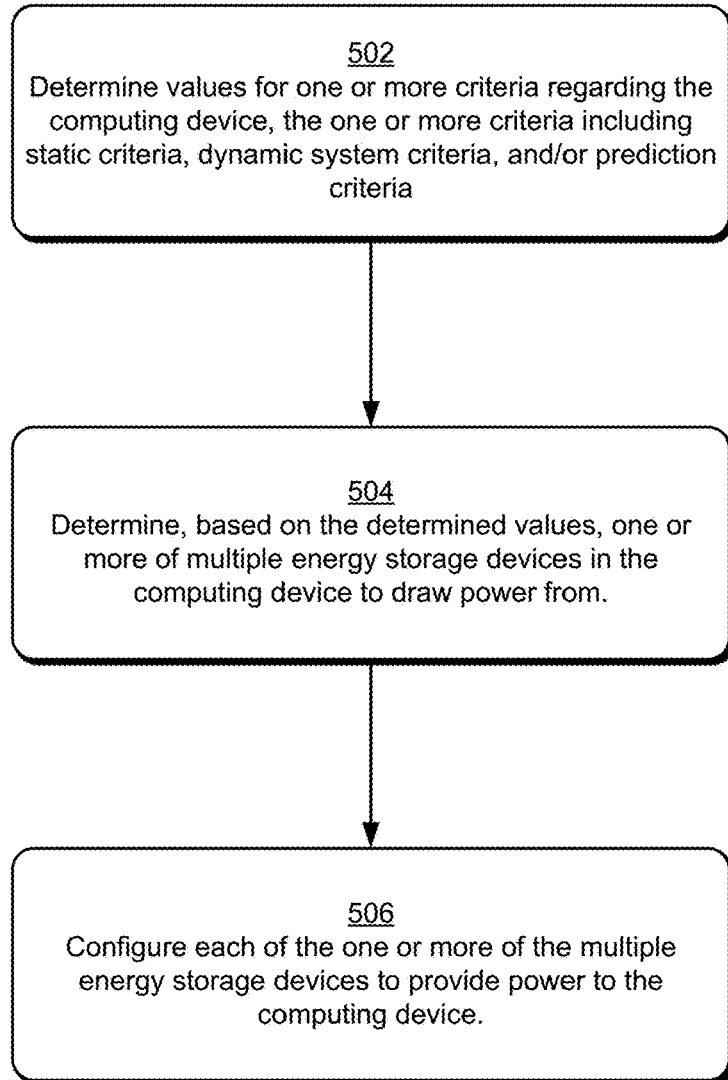 502
Determine values for one or more criteria regarding the
computing device, the one or more criteria including
static criteria, dynamic system criteria, and/or prediction
criteria
504
Determine, based on the determined values, one or
more of multiple energy storage devices in the
computing device to draw power from.
506
Configure each of the one or more of the multiple
energy storage devices to provide power to the
computing device.